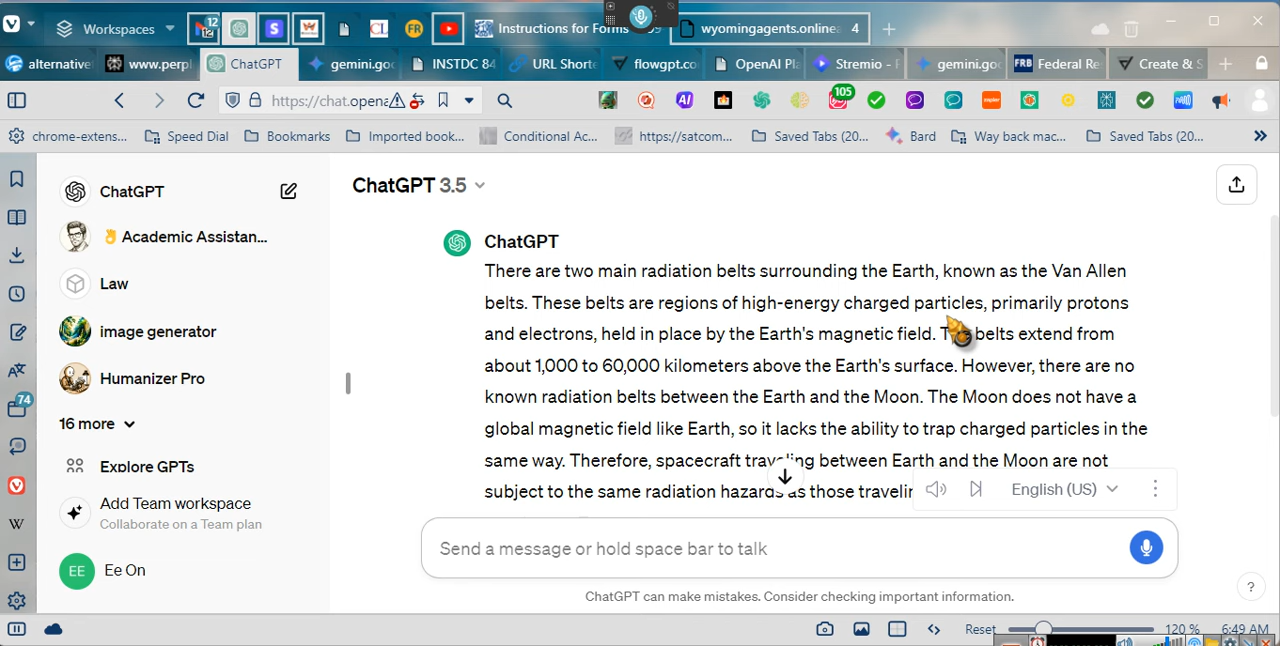 Workspaces
12
Instructions for Forms
wyomingagents.online
4
alternative
www.perpl
ChatGPT
gemini.goo
INSTDC 84
URL Shorte
flowgpt.co
OpenAI Pl
Stremio - F
gemini.goo
FRB Federal Re
Create & S
https://chat.opena
105
chrome-extens...
Speed Dial
Bookmarks
Imported book...
Conditional Ac...
https://satcom...
Saved Tabs (20...
Bard
Way back mac...
Saved Tabs (20...
ChatGPT
Academic Assistan...
Law
image generator
Humanizer Pro
16 more
Explore GPTs
Add Team workspace
Collaborate on a Team plan
EE
Ee On
74
ChatGPT 3.5
ChatGPT
There are two main radiation belts surrounding the Earth, known as the Van Allen
belts. These belts are regions of high-energy charged particles, primarily protons
and electrons, held in place by the Earth's magnetic field. The belts extend from
about 1,000 to 60,000 kilometers above the Earth's surface. However, there are no
known radiation belts between the Earth and the Moon. The Moon does not have a
global magnetic field like Earth, so it lacks the ability to trap charged particles in the
same way. Therefore, spacecraft traveling between Earth and the Moon are not
subject to the same radiation hazards as those traveling
English (US)
Send a message or hold space bar to talk
ChatGPT can make mistakes. Consider checking important information.
?
Reset
120 %
6:49 AM